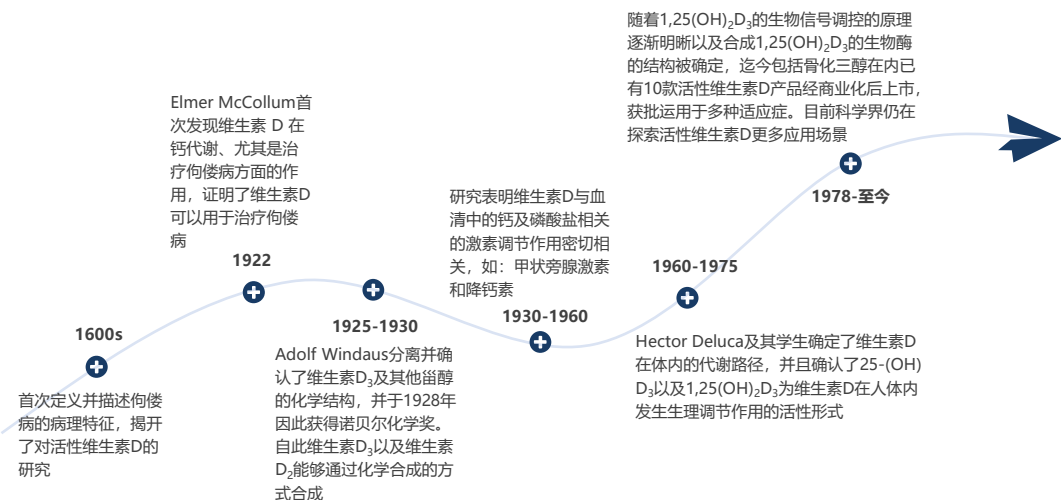 1600s
首次定义并描述佝偻
病的病理特征，揭开
了对活性维生素D的
研究
Elmer McCollum首
次发现维生素 D 在
钙代谢、尤其是治
疗佝偻病方面的作
用，证明了维生素D
可以用于治疗佝偻
病
1922
1925-1930
Adolf Windaus分离并确
认了维生素D₃及其他甾醇
的化学结构，并于1928年
因此获得诺贝尔化学奖。
自此维生素D₃以及维生素
D₂能够通过化学合成的方
式合成
研究表明维生素D与血
清中的钙及磷酸盐相关
的激素调节作用密切相
关，如：甲状旁腺激素
和降钙素
1930-1960
1960-1975
Hector Deluca及其学生确定了维生素D
在体内的代谢路径，并且确认了25-(OH)
D₃以及1,25(OH)₂D₃为维生素D在人体内
发生生理调节作用的活性形式
随着1,25(OH)₂D₃的生物信号调控的原理
逐渐明晰以及合成1,25(OH)₂D₃的生物酶
的结构被确定，迄今包括骨化三醇在内已
有10款活性维生素D产品经商业化后上市，
获批运用于多种适应症。目前科学界仍在
探索活性维生素D更多应用场景
1978-至今